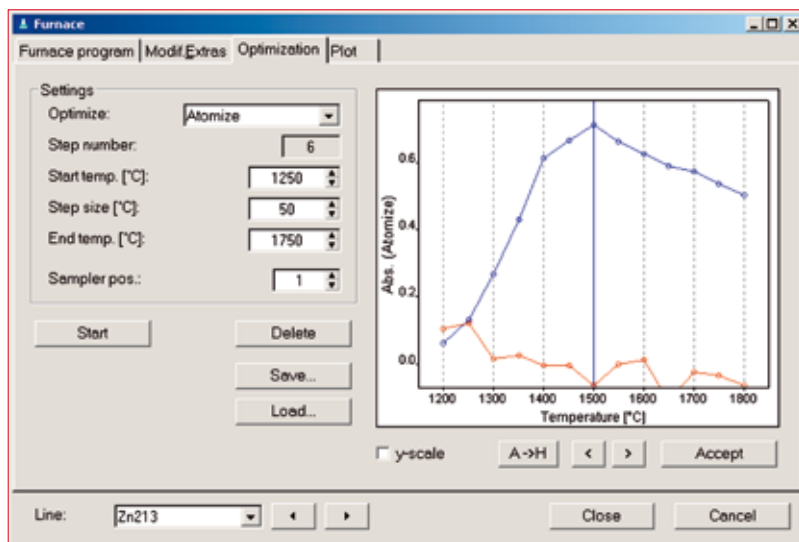 Furnace
Furnace program Modif.Extras Optimization Plot
Settings
Optimize: Atomize
Step number: 6
Start temp. [°C]: 1250
Step size [°C]: 50
End temp. [°C]: 1750
Sampler pos.: 1
Start Delete
Save...
Load...
Abs. (Atomize)
0.6
0.4
0.2
0.0
1200 1300 1400 1500 1600 1700 1800
Temperature [°C]
y-scale A->H < > Accept
Line: Zn213 Close Cancel